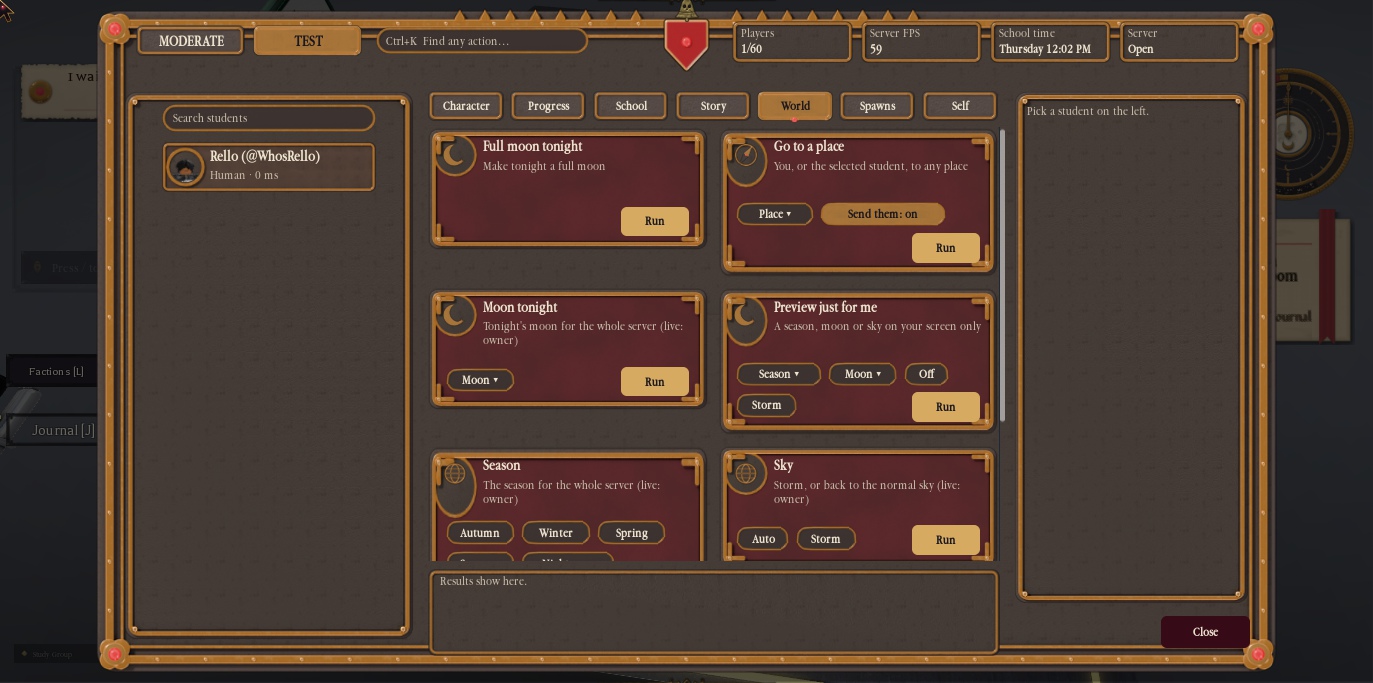 MODERATE
TEST
Ctrl+K Find any action...
Players
1/60
Server FPS
59
School time
Thursday 12:02 PM
Server
Open
I wai
Search students
Rello (@WhosRello)
Human · 0 ms
Character
Progress
School
Story
World
Spawns
Self
Full moon tonight
Make tonight a full moon
Run
Go to a place
You, or the selected student, to any place
Place ▾
Send them: on
Run
Moon tonight
Tonight's moon for the whole server (live:
owner)
Moon ▾
Run
Preview just for me
A season, moon or sky on your screen only
Season ▾
Moon ▾
Off
Storm
Run
Season
The season for the whole server (live:
owner)
Autumn
Winter
Spring
Sky
Storm, or back to the normal sky (live:
owner)
Auto
Storm
Run
Results show here.
Pick a student on the left.
Close
Press
Factions [L]
Journal [J]
Study Group
oom
ournal